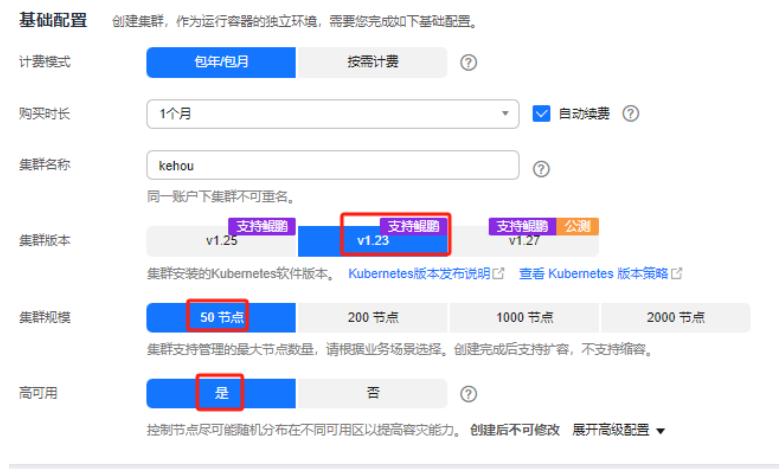 基础配置 创建集群，作为运行容器的独立环境，需要您完成如下基础配置。
计费模式 包年/包月 按需计费 ?
购买时长 1个月 自动续费 ?
集群名称 kehou ?
同一账户下集群不可重名。
支持鲲鹏 支持鲲鹏 支持鲲鹏 公测
集群版本 v1.25 v1.23 v1.27
集群安装的Kubernetes软件版本。 Kubernetes版本发布说明 查看 Kubernetes 版本策略
集群规模 50 节点 200 节点 1000 节点 2000 节点
集群支持管理的最大节点数量，请根据业务场景选择。创建完成后支持扩容，不支持缩容。
高可用 是 否 ?
控制节点尽可能随机分布在不同可用区以提高容灾能力。 创建后不可修改 展开高级配置